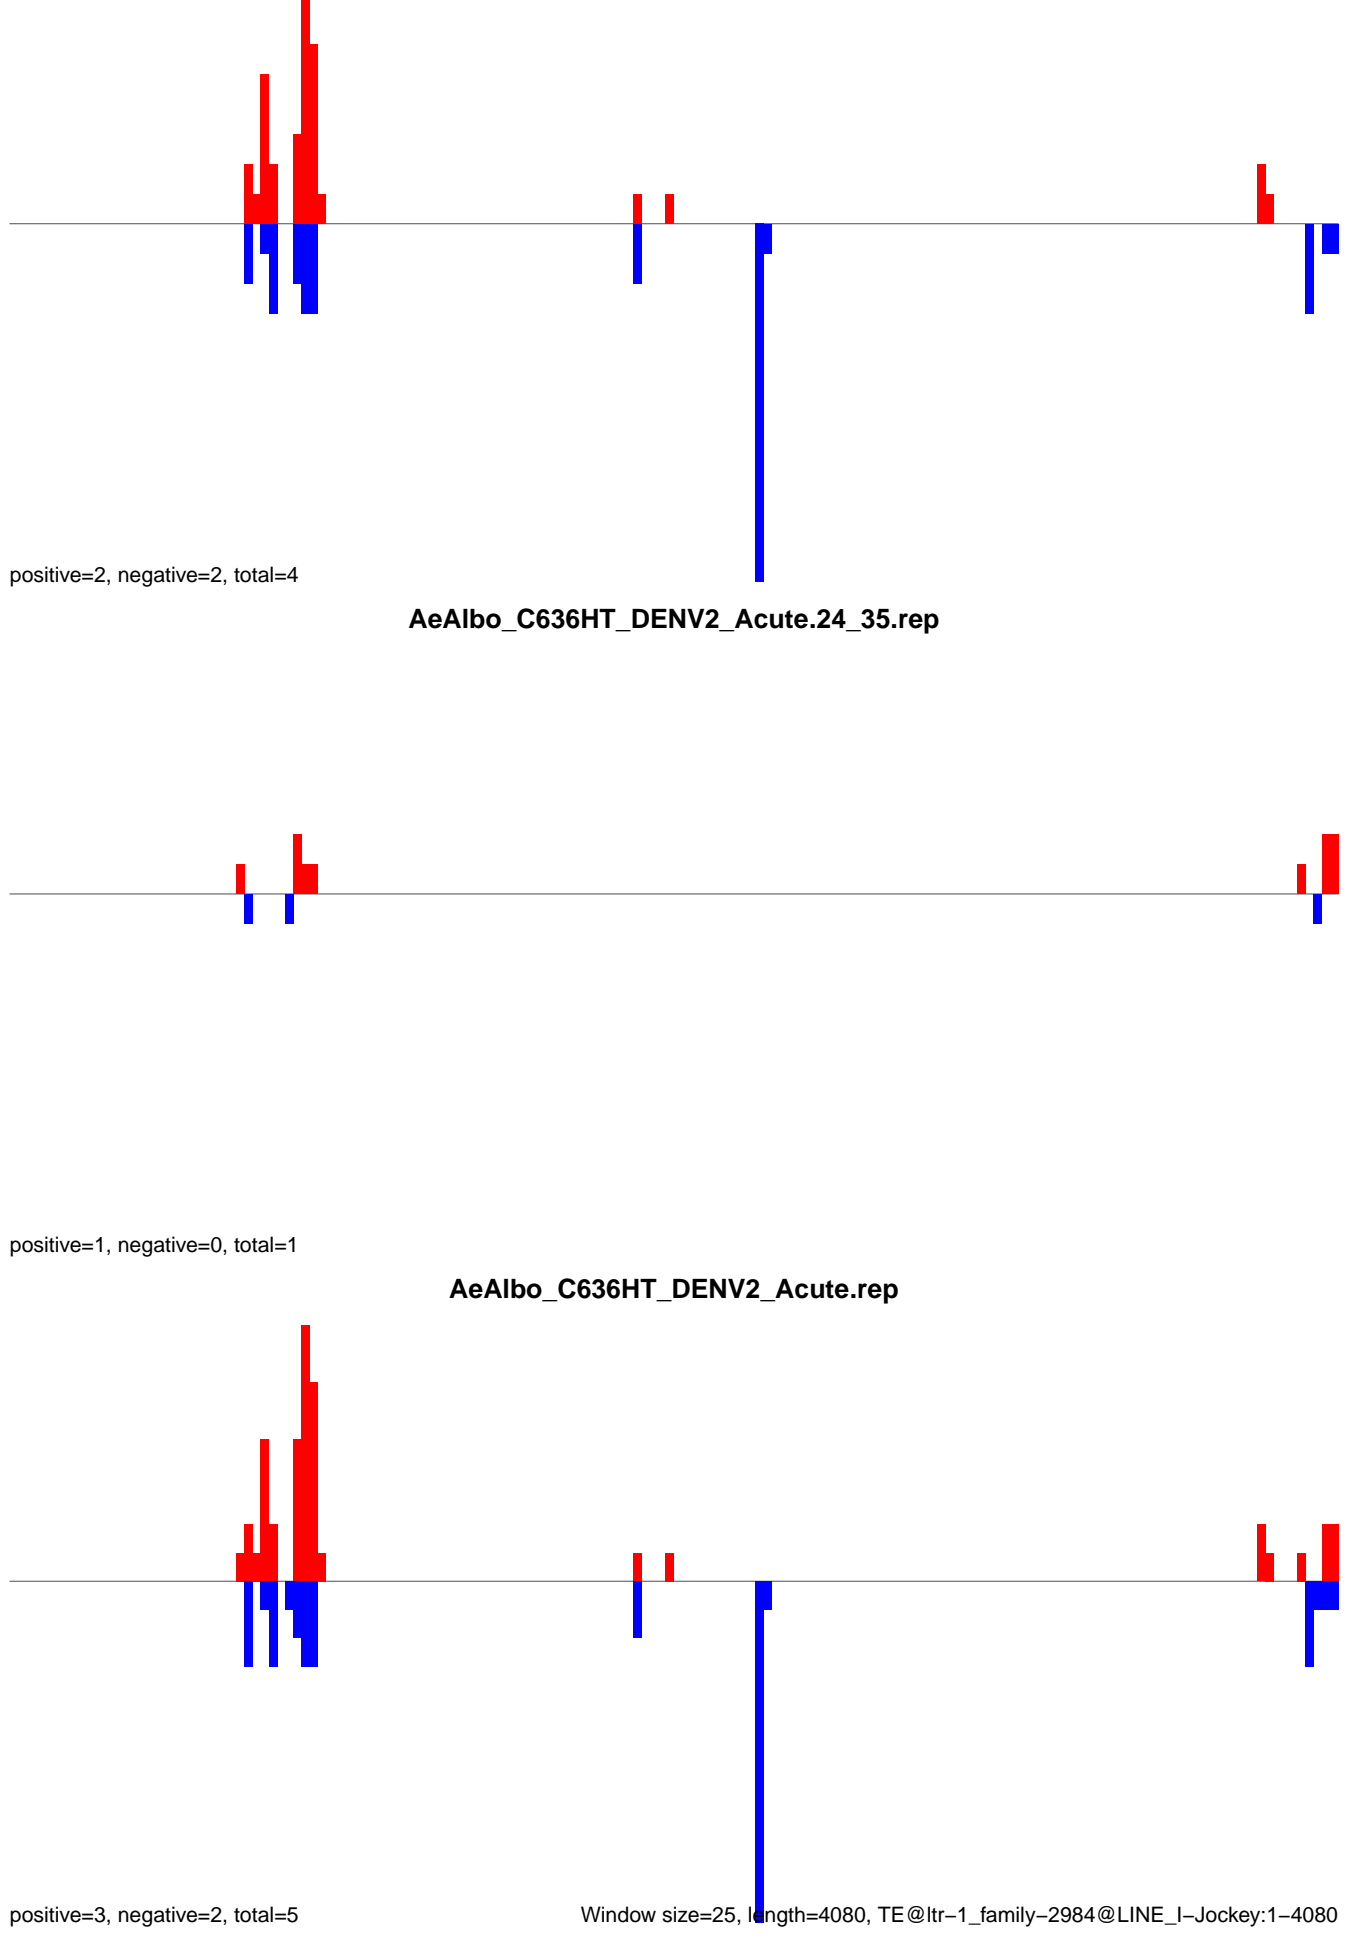 positive=2, negative=2, total=4
AeAlbo_C636HT_DENV2_Acute.24_35.rep
positive=1, negative=0, total=1
AeAlbo_C636HT_DENV2_Acute.rep
positive=3, negative=2, total=5
Window size=25, length=4080, TE@ltr−1_family−2984@LINE_I−Jockey:1−4080